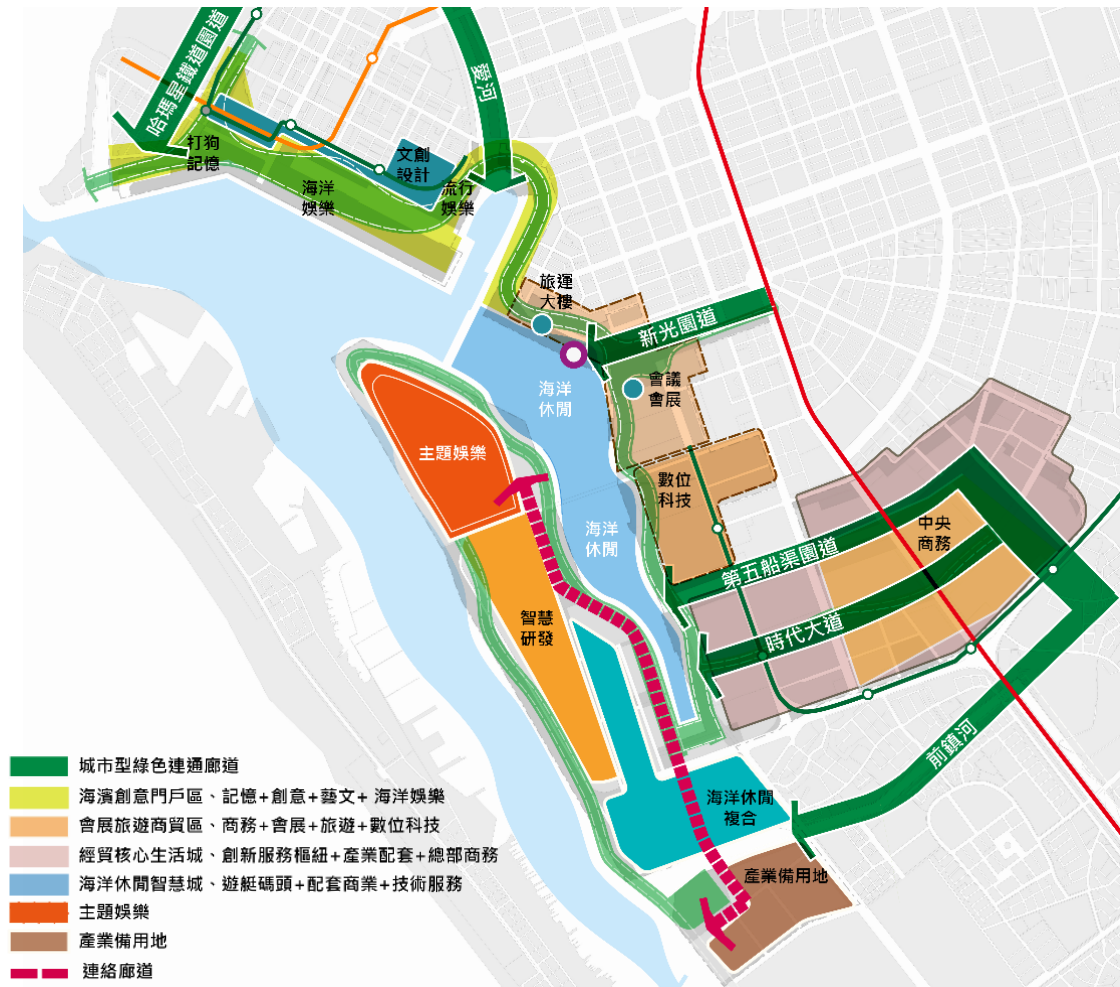 哈瑪星鐵道園道
愛河
打狗
記憶
文創
設計
海洋
娛樂
流行
娛樂
旅運
大樓
新光園道
海洋
休閒
會議
會展
主題娛樂
數位
科技
海洋
休閒
中央
商務
第五船渠園道
智慧
研發
時代大道
前鎮河
海洋休閒
複合
產業備用地
城市型綠色連通廊道
海濱創意門戶區、記憶+創意+藝文+ 海洋娛樂
會展旅遊商貿區、商務+會展+旅遊+數位科技
經貿核心生活城、創新服務樞紐+產業配套+總部商務
海洋休閒智慧城、遊艇碼頭+配套商業+技術服務
主題娛樂
產業備用地
連絡廊道